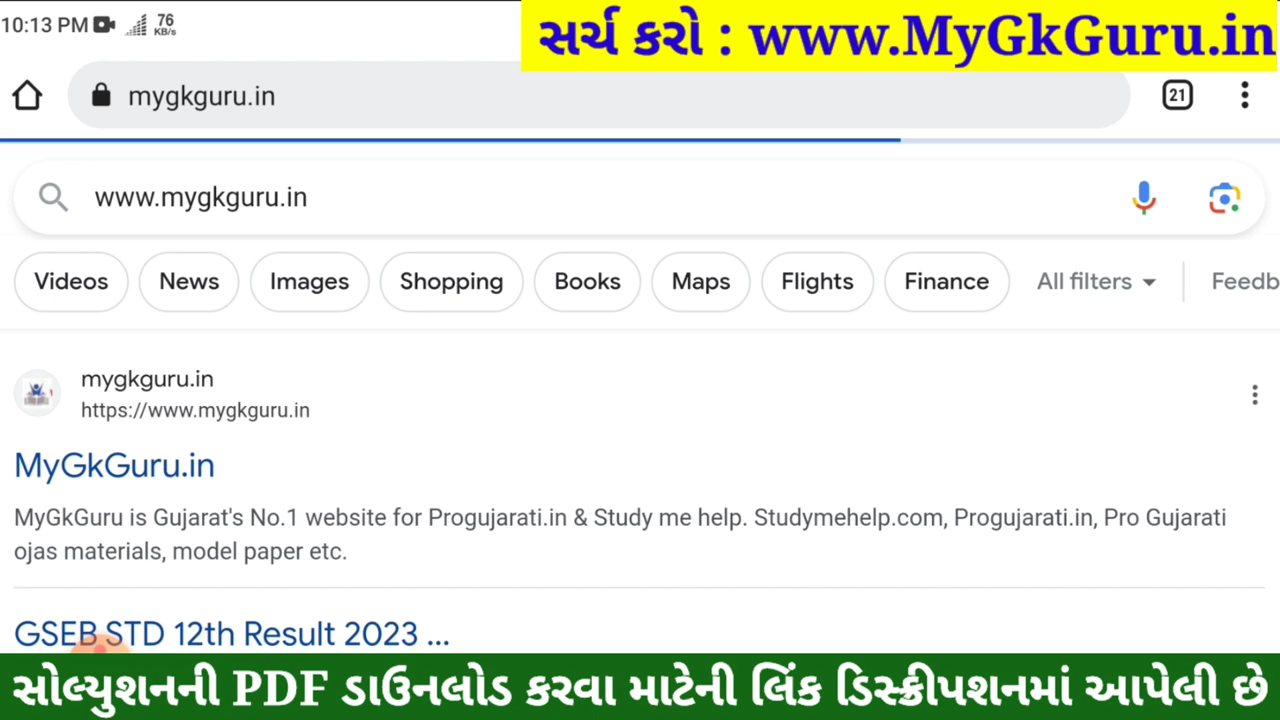 10:13 PM 76 KB/s
સર્ચ કરો : www.MyGkGuru.in
mygkguru.in 21
www.mygkguru.in
Videos News Images Shopping Books Maps Flights Finance All filters Feedb
mygkguru.in
https://www.mygkguru.in
MyGkGuru.in
MyGkGuru is Gujarat's No.1 website for Progujarati.in & Study me help. Studymehelp.com, Progujarati.in, Pro Gujarati
ojas materials, model paper etc.
GSEB STD 12th Result 2023 ...
સોલ્યુશનની PDF ડાઉનલોડ કરવા માટેની લિંક ડિસ્ક્રીપશનમાં આપેલી છે